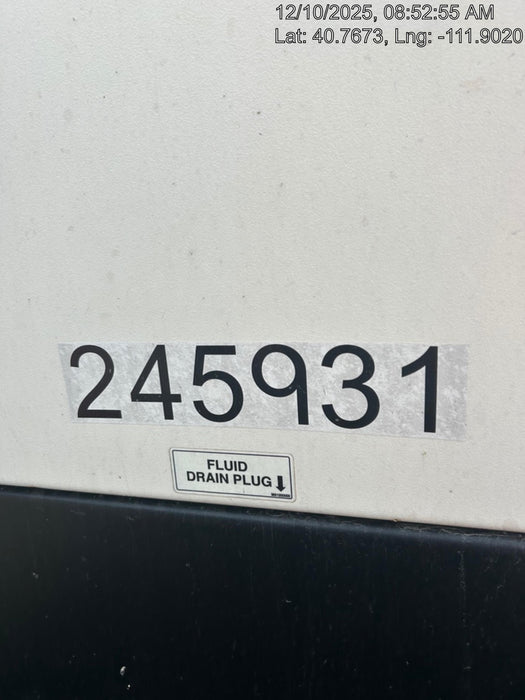 12/10/2025, 08:52:55 AM
Lat: 40.7673, Lng: -111.9020
245931
FLUID
DRAIN PLUG ↓